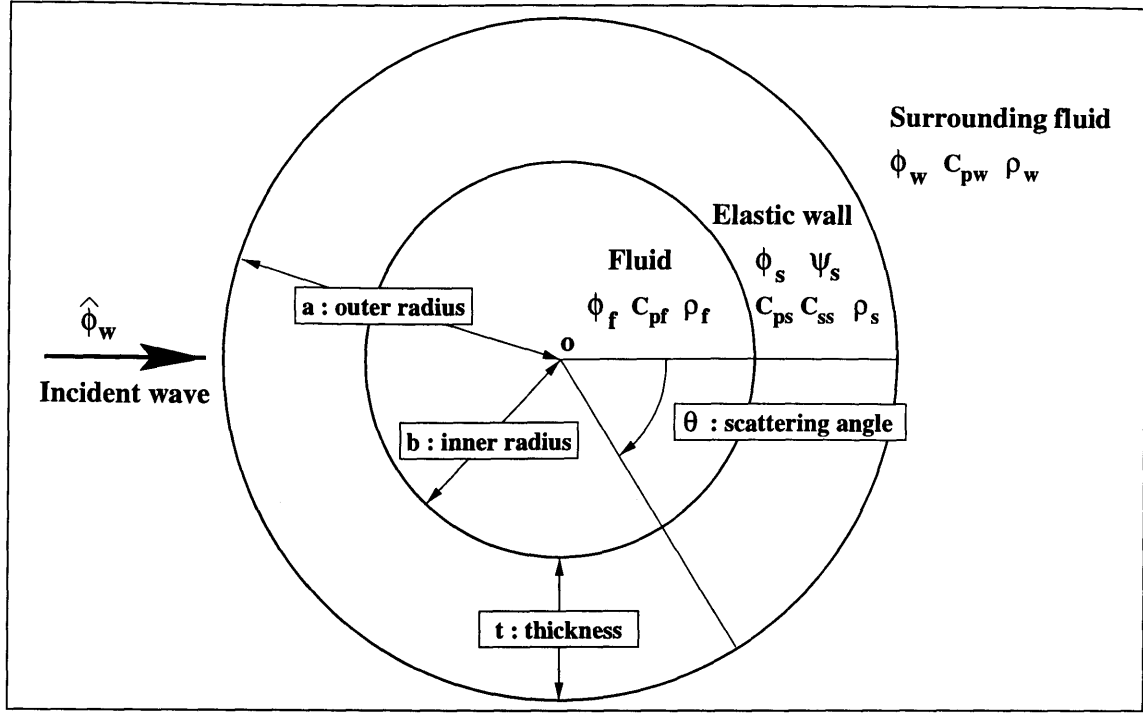 Surrounding fluid
ϕw Cpw ρw
Elastic wall
ϕs ψs
Cps Css ρs
Fluid
ϕf Cpf ρf
a : outer radius
ϕ̂w
Incident wave
o
θ : scattering angle
b : inner radius
t : thickness